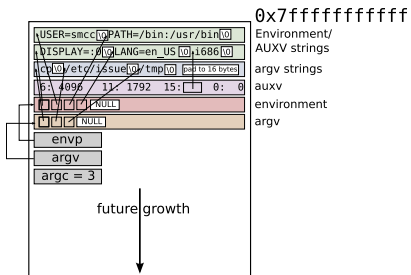 0x7fffffffffff
USER=smcc\0PATH=/bin:/usr/bin\0
Environment/
AUXV strings
DISPLAY=:0\0LANG=en_US\0i686\0
cp\0/etc/issue\0/tmp\0 pad to 16 bytes
argv strings
6: 4096 11: 1792 15: 0: 0
auxv
NULL
environment
NULL
argv
envp
argv
argc = 3
future growth